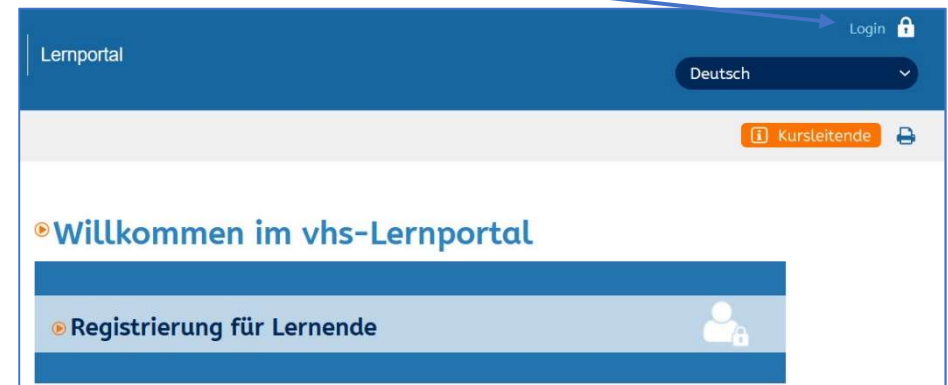 Login
Lernportal
Deutsch
Kursleitende
Willkommen im vhs-Lernportal
Registrierung für Lernende